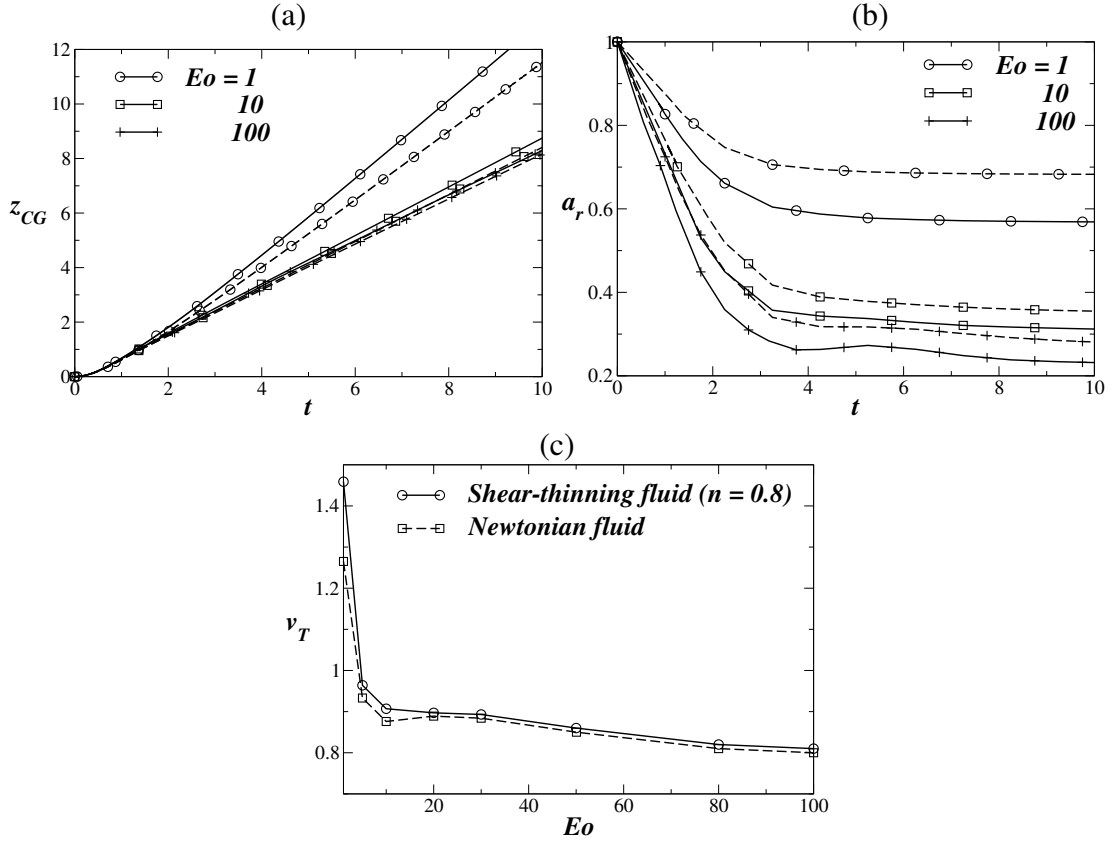 (a)
12
10
8
6
4
2
0
z_CG
0 2 4 6 8 10
t
Eo = 1
10
100
(b)
1
0.8
0.6
0.4
0.2
a_r
0 2 4 6 8 10
t
Eo = 1
10
100
(c)
1.4
1.2
1
0.8
v_T
20 40 60 80 100
Eo
Shear-thinning fluid (n = 0.8)
Newtonian fluid